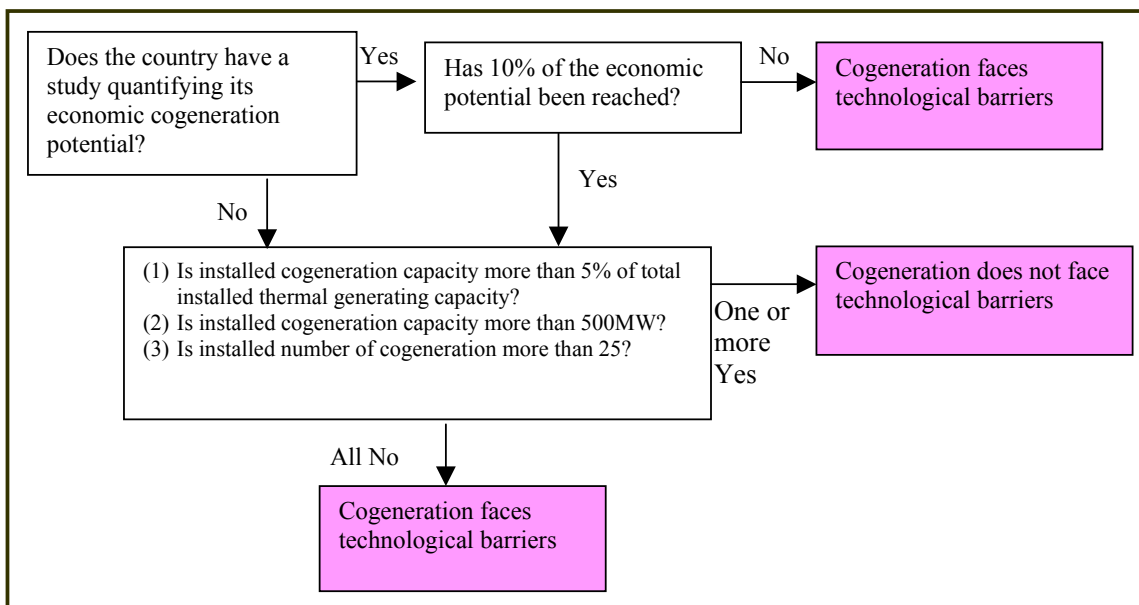 Does the country have a
study quantifying its
economic cogeneration
potential?
Yes
Has 10% of the economic
potential been reached?
No
Cogeneration faces
technological barriers
No
Yes
(1) Is installed cogeneration capacity more than 5% of total
installed thermal generating capacity?
(2) Is installed cogeneration capacity more than 500MW?
(3) Is installed number of cogeneration more than 25?
One or
more
Yes
Cogeneration does not face
technological barriers
All No
Cogeneration faces
technological barriers